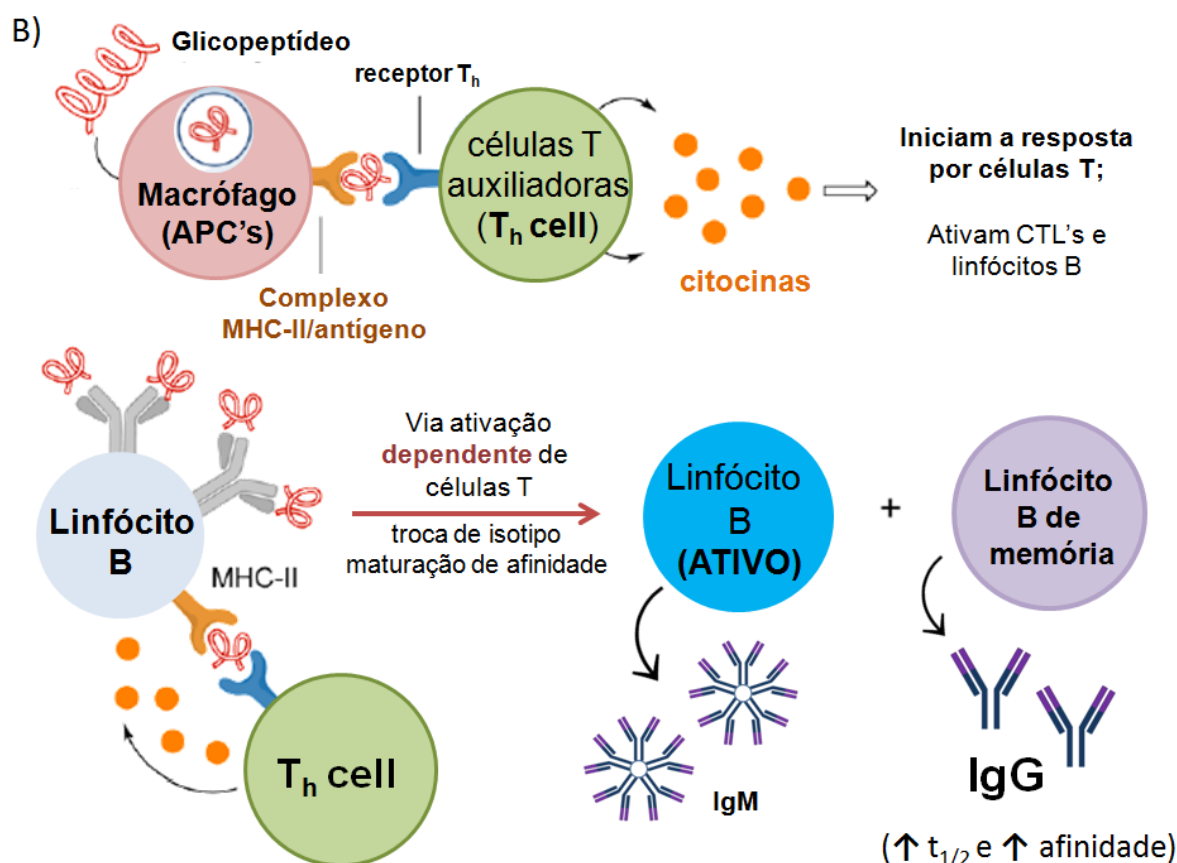 B)
Glicopeptídeo
receptor Th
Macrófago
(APC's)
células T
auxiliadoras
(Th cell)
citocinas
Iniciam a resposta
por células T;
Ativam CTL's e
linfócitos B
Complexo
MHC-II/antígeno
Linfócito
B
MHC-II
Th cell
Via ativação
dependente de
células T
troca de isotipo
maturação de afinidade
Linfócito
B
(ATIVO)
+
Linfócito
B de
memória
IgM
IgG
(↑ t1/2 e ↑ afinidade)